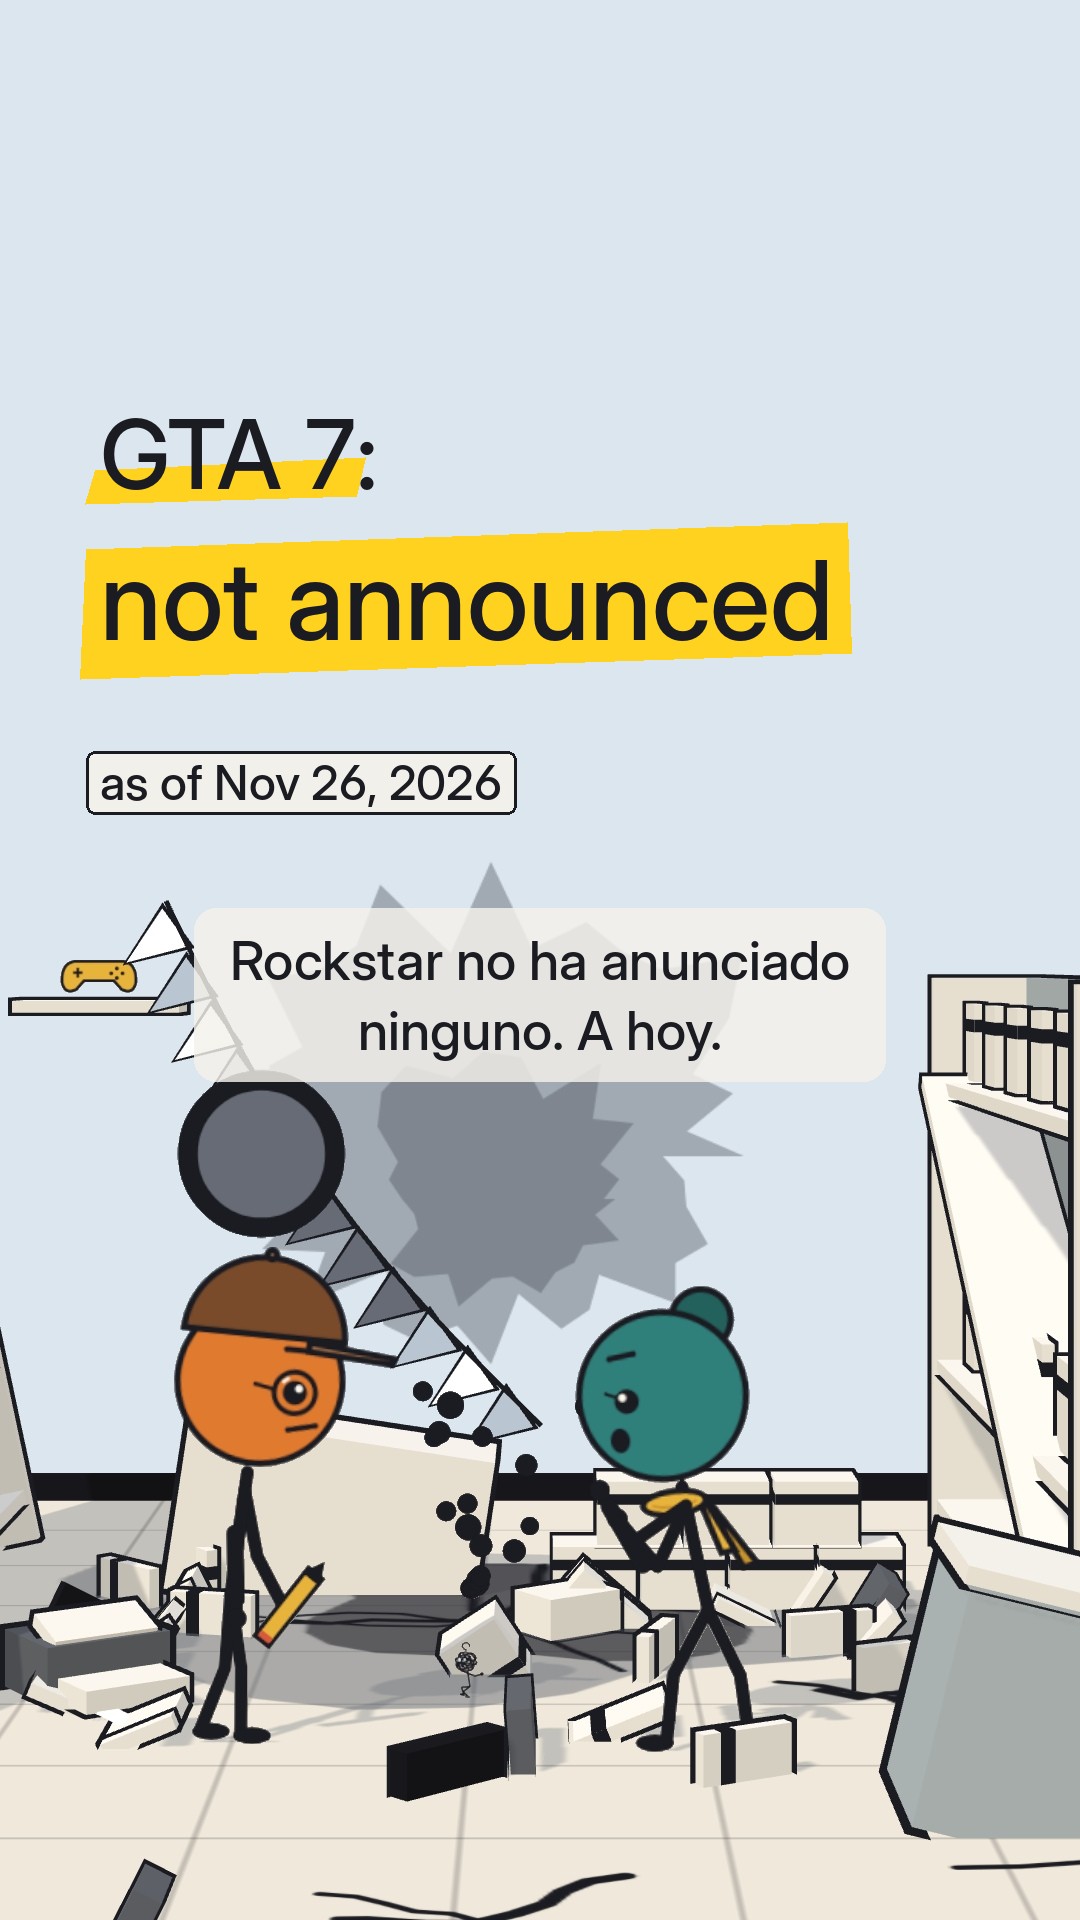 GTA 7:
not announced
as of Nov 26, 2026
Rockstar no ha anunciado
ninguno. A hoy.